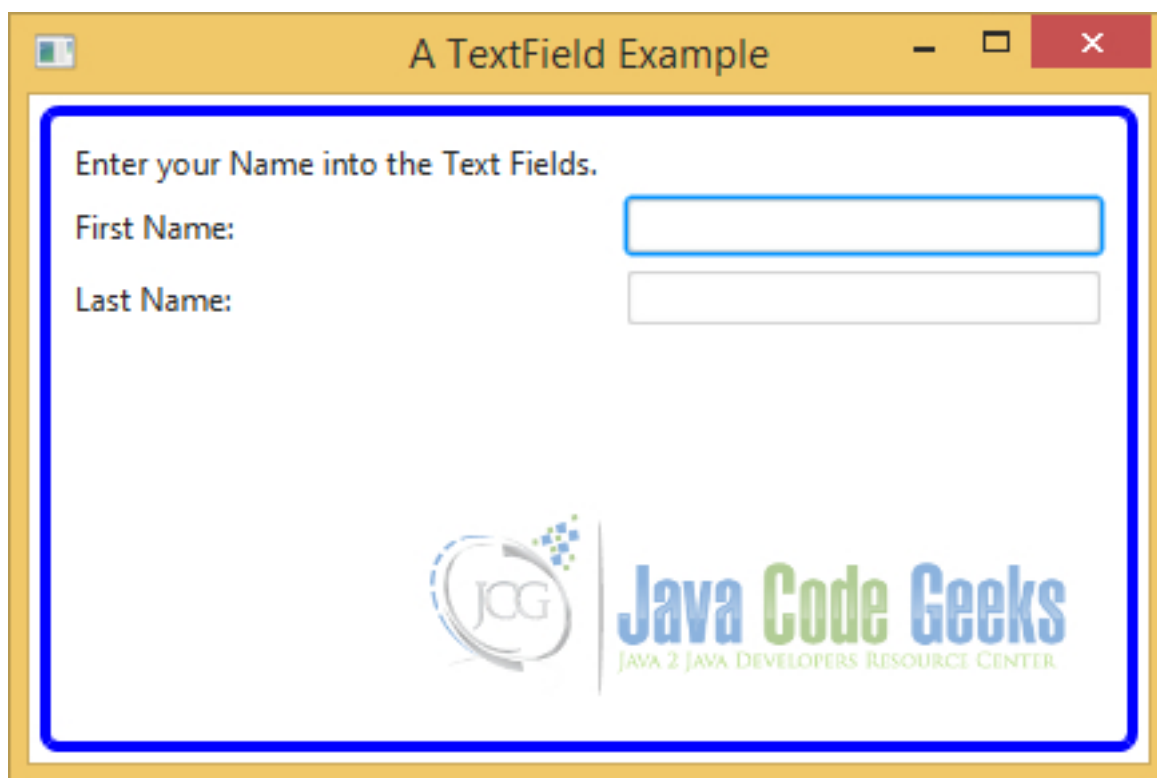 A TextField Example
Enter your Name into the Text Fields.
First Name:
Last Name:
JCG
Java Code Geeks
JAVA 2 JAVA DEVELOPERS RESOURCE CENTER